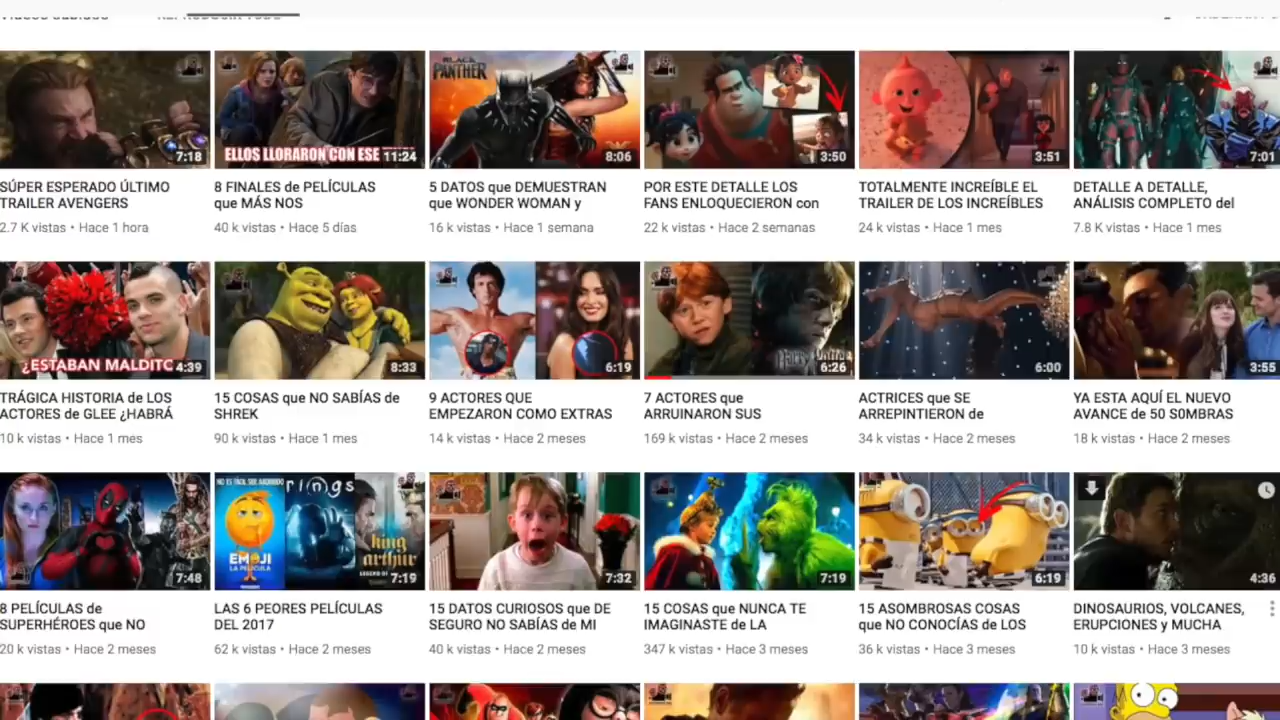 7:18
ELLOS LLORARON CON ESE 11:24
BLACK PANTHER
8:06
3:50
3:51
7:01
SÚPER ESPERADO ÚLTIMO
TRAILER AVENGERS
2.7 K vistas • Hace 1 hora
8 FINALES de PELÍCULAS
que MÁS NOS
40 k vistas • Hace 5 días
5 DATOS que DEMUESTRAN
que WONDER WOMAN y
16 k vistas • Hace 1 semana
POR ESTE DETALLE LOS
FANS ENLOQUECIERON con
22 k vistas • Hace 2 semanas
TOTALMENTE INCREÍBLE EL
TRAILER DE LOS INCREÍBLES
24 k vistas • Hace 1 mes
DETALLE A DETALLE,
ANÁLISIS COMPLETO del
7.8 K vistas • Hace 1 mes
¿ESTABAN MALDITO 4:39
8:33
6:19
Harry Potter
6:26
6:00
3:55
TRÁGICA HISTORIA de LOS
ACTORES de GLEE ¿HABRÁ
10 k vistas • Hace 1 mes
15 COSAS que NO SABÍAS de
SHREK
90 k vistas • Hace 1 mes
9 ACTORES QUE
EMPEZARON COMO EXTRAS
14 k vistas • Hace 2 meses
7 ACTORES que
ARRUINARON SUS
169 k vistas • Hace 2 meses
ACTRICES que SE
ARREPINTIERON de
34 k vistas • Hace 2 meses
YA ESTA AQUÍ EL NUEVO
AVANCE de 50 S0MBRAS
18 k vistas • Hace 2 meses
7:48
NO ES FÁCIL SER
EMOJI
LA PELÍCULA
rings
king arthur
7:19
7:32
7:19
6:19
4:36
8 PELÍCULAS de
SUPERHÉROES que NO
20 k vistas • Hace 2 meses
LAS 6 PEORES PELÍCULAS
DEL 2017
62 k vistas • Hace 2 meses
15 DATOS CURIOSOS que DE
SEGURO NO SABÍAS de MI
40 k vistas • Hace 2 meses
15 COSAS que NUNCA TE
IMAGINASTE de LA
347 k vistas • Hace 3 meses
15 ASOMBROSAS COSAS
que NO CONOCÍAS de LOS
36 k vistas • Hace 3 meses
DINOSAURIOS, VOLCANES,
ERUPCIONES y MUCHA
10 k vistas • Hace 3 meses